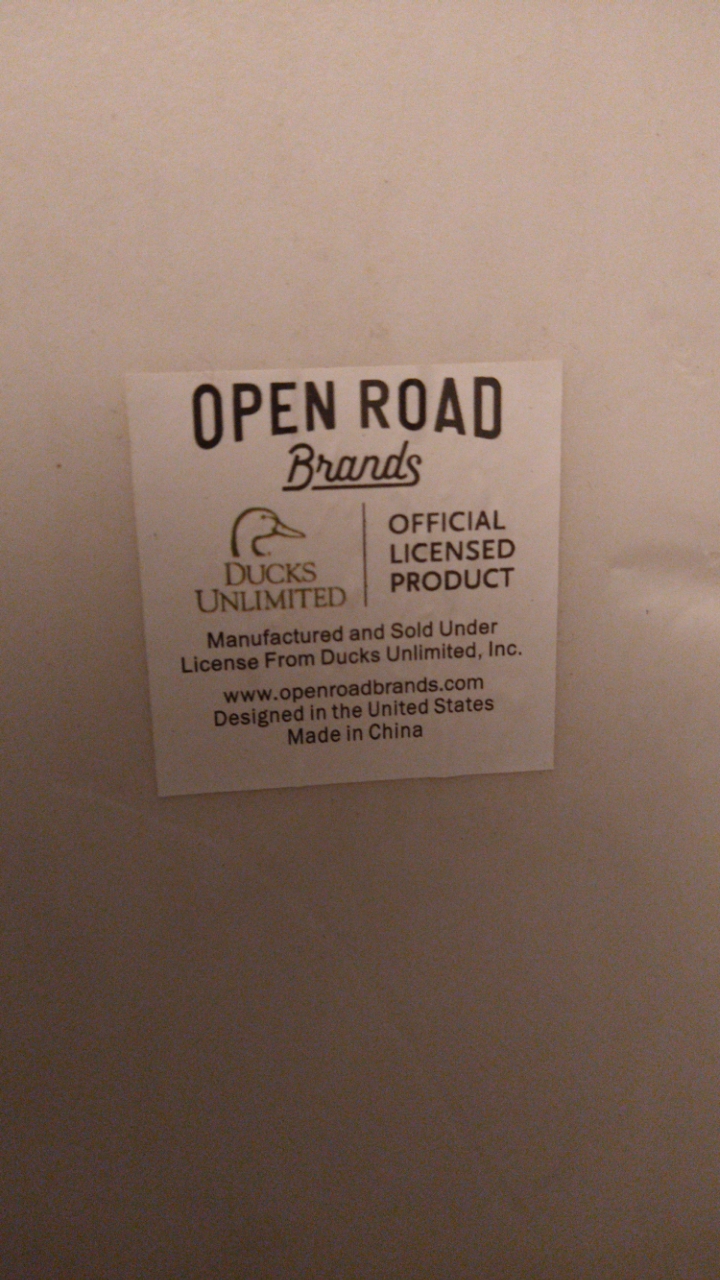 OPEN ROAD
Brands
DUCKS
UNLIMITED
OFFICIAL
LICENSED
PRODUCT
Manufactured and Sold Under
License From Ducks Unlimited, Inc.
www.openroadbrands.com
Designed in the United States
Made in China